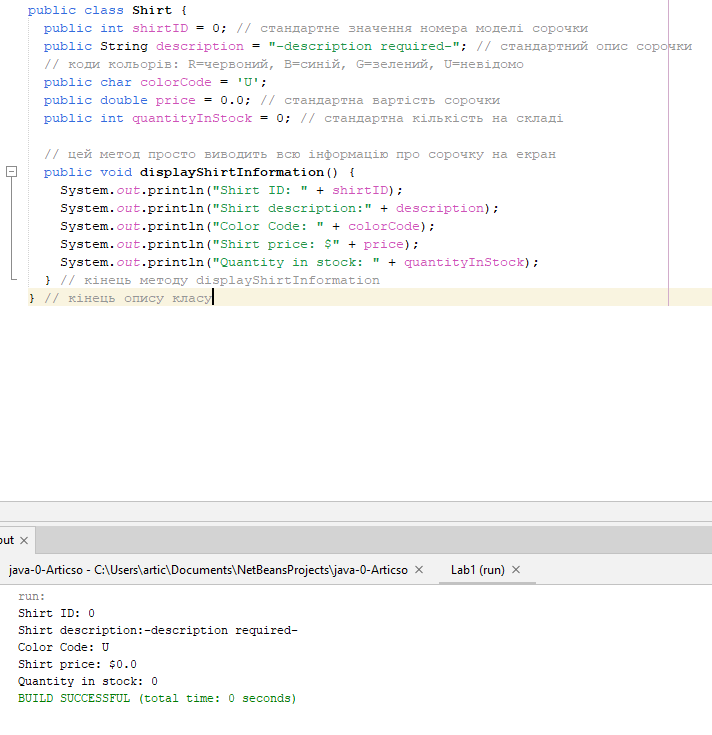 public class Shirt {
public int shirtID = 0; // стандартне значення номера моделі сорочки
public String description = "-description required-"; // стандартний опис сорочки
// коди кольорів: R=червоний, B=синій, G=зелений, U=невідомо
public char colorCode = 'U';
public double price = 0.0; // стандартна вартість сорочки
public int quantityInStock = 0; // стандартна кількість на складі
// цей метод просто виводить всю інформацію про сорочку на екран
public void displayShirtInformation() {
System.out.println("Shirt ID: " + shirtID);
System.out.println("Shirt description:" + description);
System.out.println("Color Code: " + colorCode);
System.out.println("Shirt price: $" + price);
System.out.println("Quantity in stock: " + quantityInStock);
} // кінець методу displayShirtInformation
} // кінець опису класу
put ×
java-0-Articso - C:\Users\artic\Documents\NetBeansProjects\java-0-Articso × Lab1 (run) ×
run:
Shirt ID: 0
Shirt description:-description required-
Color Code: U
Shirt price: $0.0
Quantity in stock: 0
BUILD SUCCESSFUL (total time: 0 seconds)